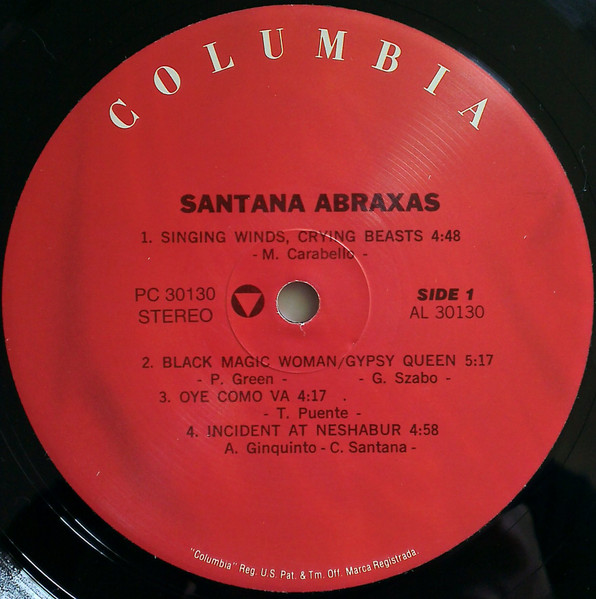 COLUMBIA
SANTANA ABRAXAS
1. SINGING WINDS, CRYING BEASTS 4:48
- M. Carabello -
PC 30130
STEREO
SIDE 1
AL 30130
2. BLACK MAGIC WOMAN/GYPSY QUEEN 5:17
- P. Green - - G. Szabo -
3. OYE COMO VA 4:17
- T. Puente -
4. INCIDENT AT NESHABUR 4:58
A. Ginquinto - C. Santana -
"Columbia" Reg. U.S. Pat. & Tm. Off. Marca Registrada.